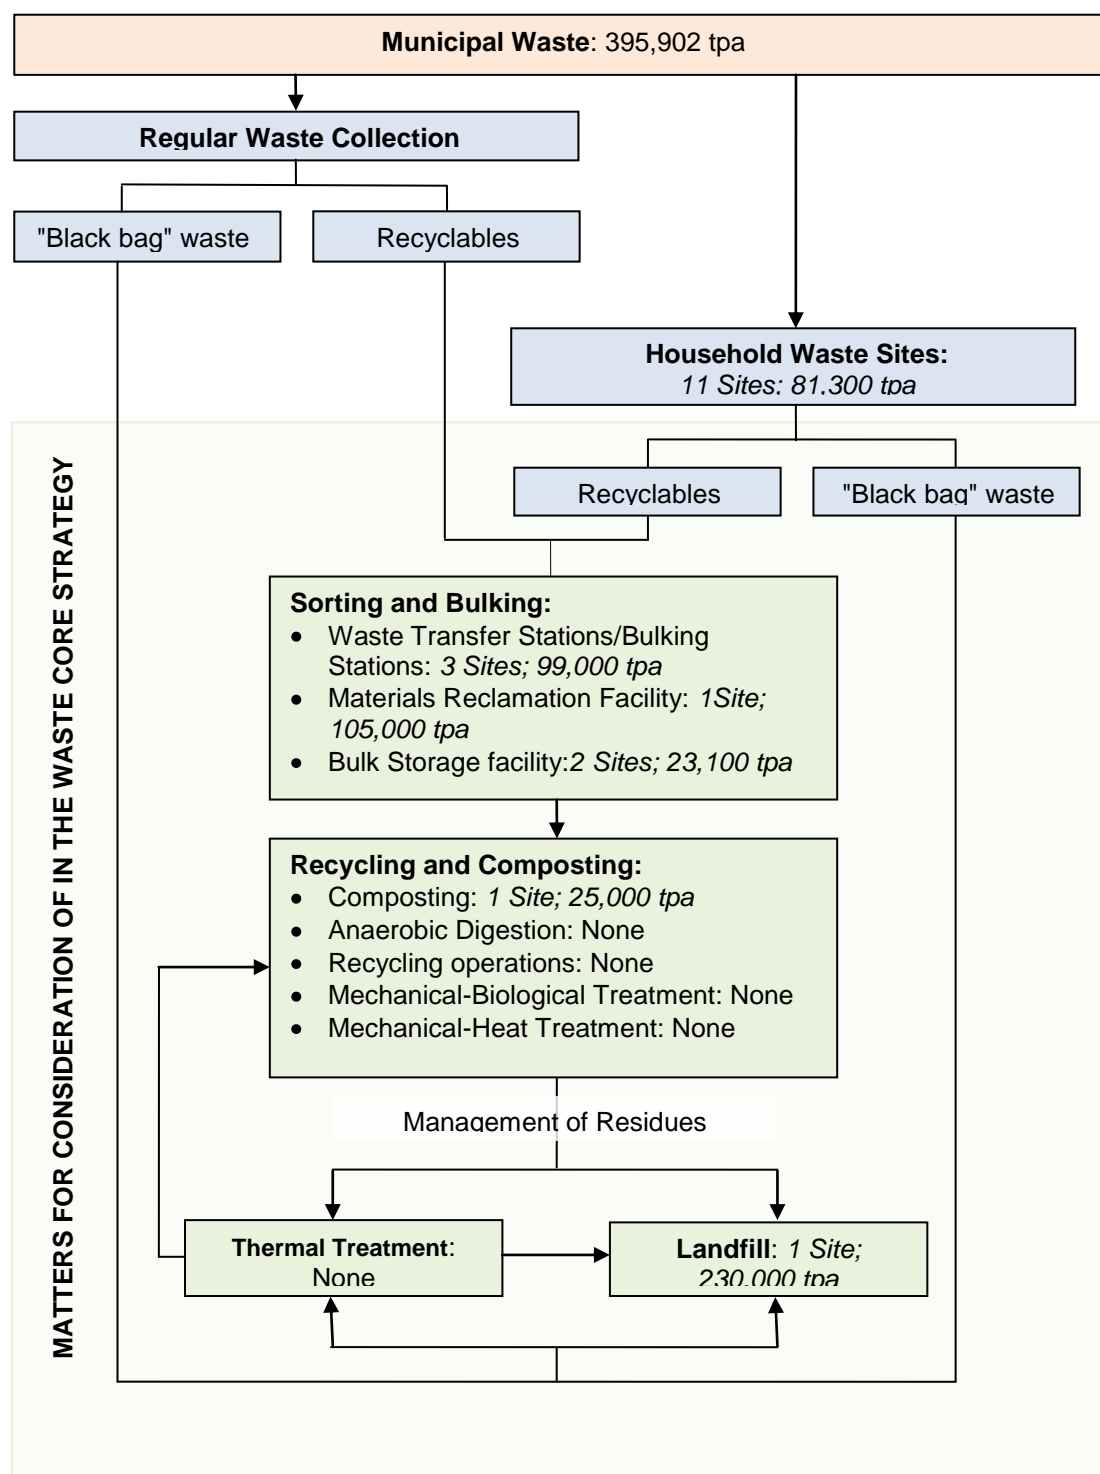 Municipal Waste: 395,902 tpa
Regular Waste Collection
"Black bag" waste
Recyclables
Household Waste Sites:
11 Sites; 81,300 tpa
Recyclables
"Black bag" waste
MATTERS FOR CONSIDERATION OF IN THE WASTE CORE STRATEGY
Sorting and Bulking:
• Waste Transfer Stations/Bulking
Stations: 3 Sites; 99,000 tpa
• Materials Reclamation Facility: 1Site;
105,000 tpa
• Bulk Storage facility:2 Sites; 23,100 tpa
Recycling and Composting:
• Composting: 1 Site; 25,000 tpa
• Anaerobic Digestion: None
• Recycling operations: None
• Mechanical-Biological Treatment: None
• Mechanical-Heat Treatment: None
Management of Residues
Thermal Treatment:
None
Landfill: 1 Site;
230,000 tpa